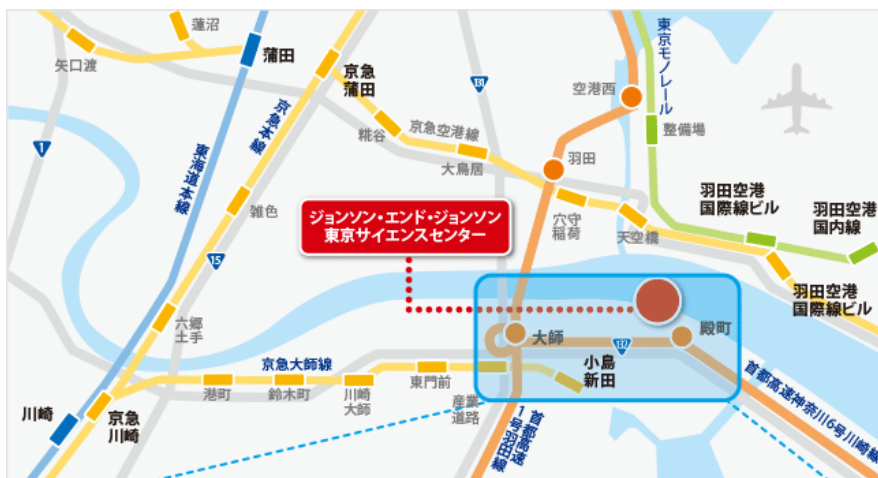 蓮沼
矢口渡
蒲田
京急
蒲田
131
東京モノレール
空港西
整備場
1
京急本線
東海道本線
糀谷
京急空港線
大鳥居
羽田
羽田空港
国際線ビル
羽田空港
国内線
雑色
ジョンソン・エンド・ジョンソン
東京サイエンスセンター
穴守
稲荷
天空橋
15
羽田空港
国際線ビル
六郷
土手
大師
殿町
132
京急大師線
小島
新田
東門前
港町
鈴木町
川崎
大師
産業
道路
川崎
京急
川崎
首都高速
1号羽田線
首都高速神奈川6号川崎線